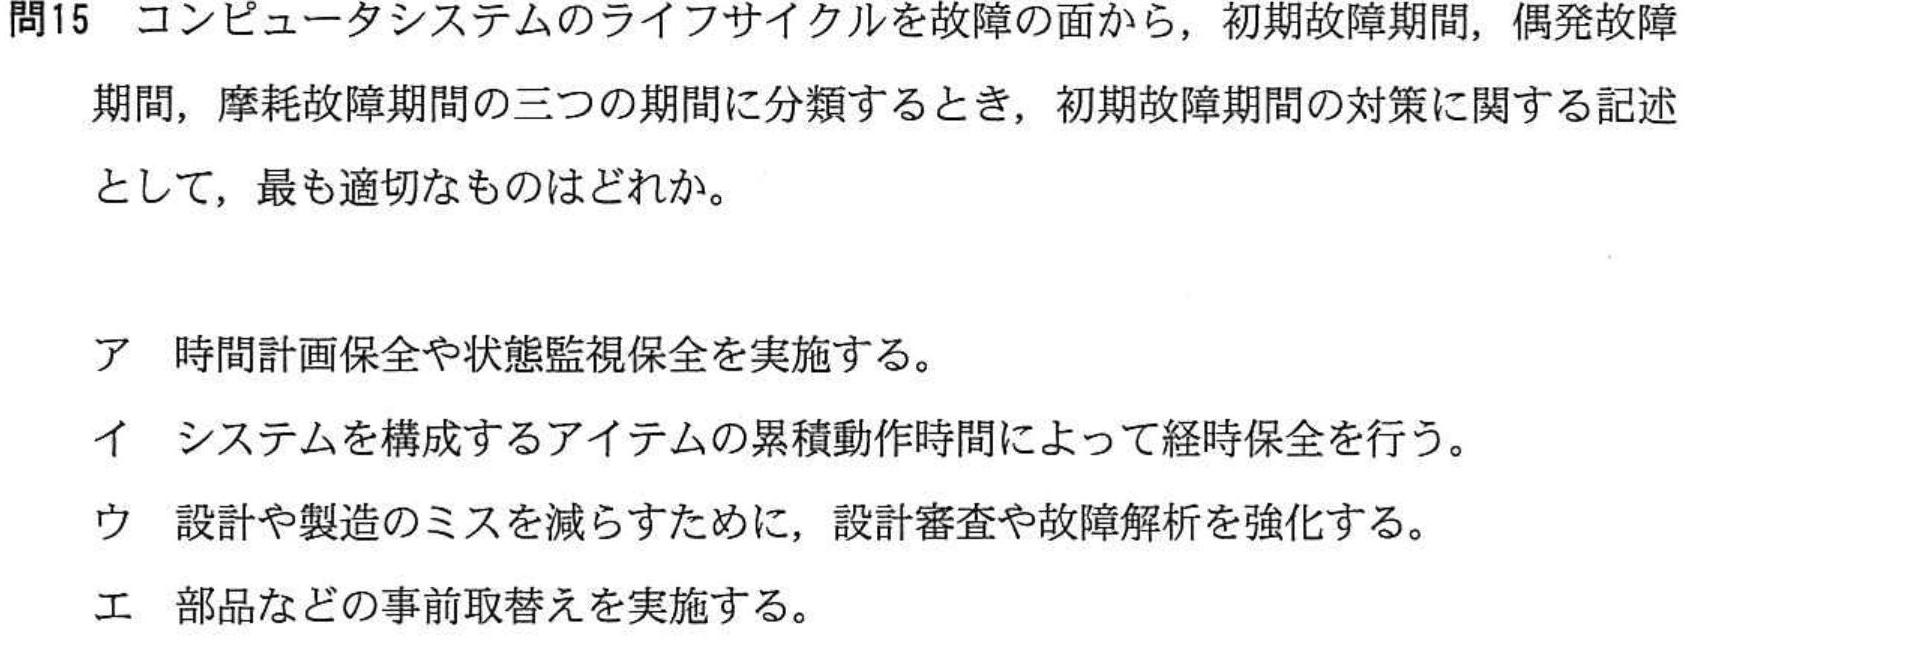 問15 コンピュータシステムのライフサイクルを故障の面から，初期故障期間，偶発故障
期間，摩耗故障期間の三つの期間に分類するとき，初期故障期間の対策に関する記述
として，最も適切なものはどれか。
ア 時間計画保全や状態監視保全を実施する。
イ システムを構成するアイテムの累積動作時間によって経時保全を行う。
ウ 設計や製造のミスを減らすために，設計審査や故障解析を強化する。
エ 部品などの事前取替えを実施する。